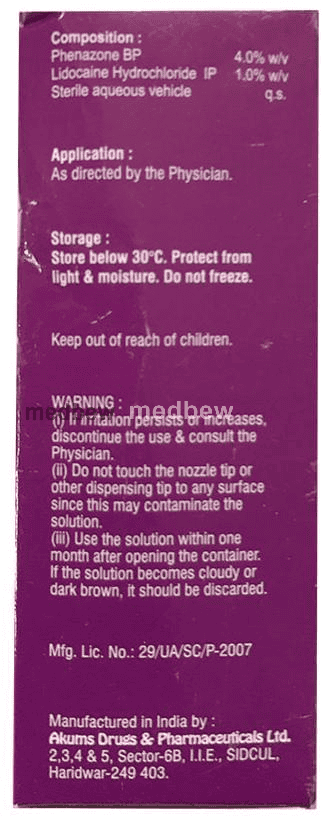 Composition :
Phenazone BP 4.0% w/v
Lidocaine Hydrochloride IP 1.0% w/v
Sterile aqueous vehicle q.s.
Application :
As directed by the Physician.
Storage :
Store below 30°C. Protect from
light & moisture. Do not freeze.
Keep out of reach of children.
WARNING :
medbew medbew
(i) If irritation persists or increases,
discontinue the use & consult the
Physician.
(ii) Do not touch the nozzle tip or
other dispensing tip to any surface
since this may contaminate the
solution.
(iii) Use the solution within one
month after opening the container.
If the solution becomes cloudy or
dark brown, it should be discarded.
Mfg. Lic. No.: 29/UA/SC/P-2007
Manufactured in India by :
Akums Drugs & Pharmaceuticals Ltd.
2,3,4 & 5, Sector-6B, I.I.E., SIDCUL,
Haridwar-249 403.